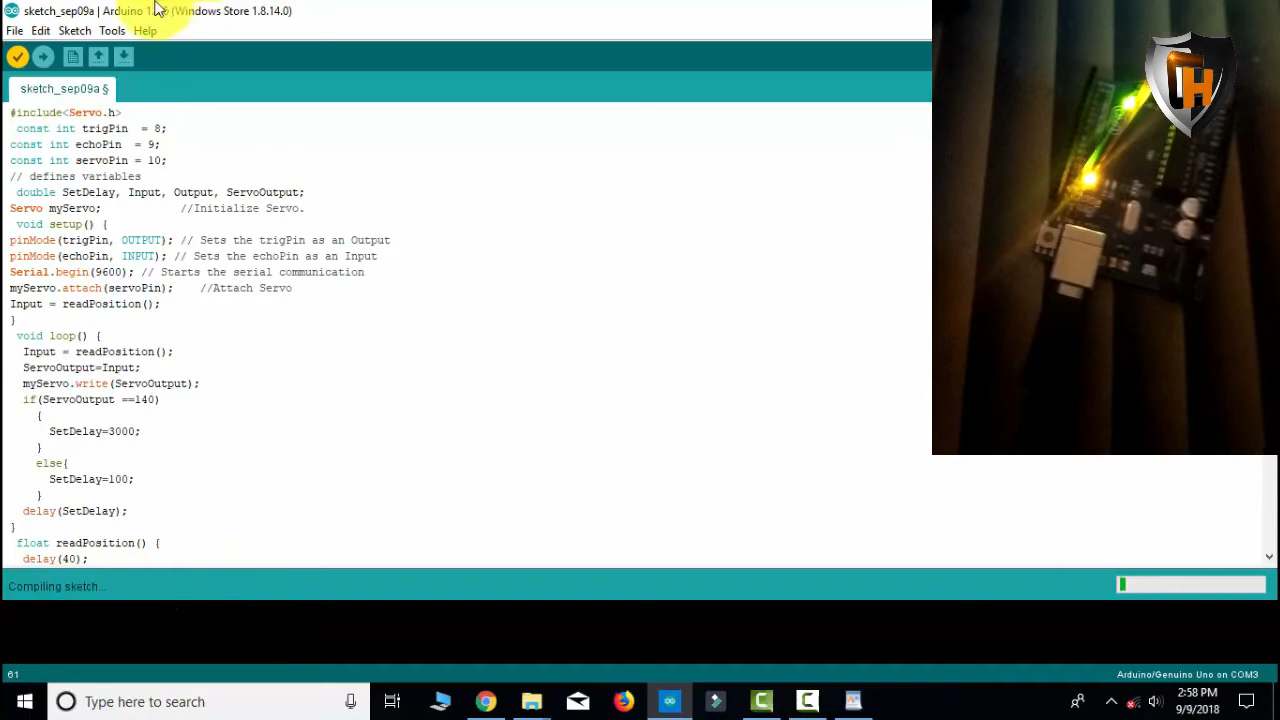 sketch_sep09a | Arduino 1.8 (Windows Store 1.8.14.0)
File Edit Sketch Tools Help
sketch_sep09a §
#include<Servo.h>
const int trigPin = 8;
const int echoPin = 9;
const int servoPin = 10;
// defines variables
double SetDelay, Input, Output, ServoOutput;
Servo myServo; //Initialize Servo.
void setup() {
pinMode(trigPin, OUTPUT); // Sets the trigPin as an Output
pinMode(echoPin, INPUT); // Sets the echoPin as an Input
Serial.begin(9600); // Starts the serial communication
myServo.attach(servoPin); //Attach Servo
Input = readPosition();
}
void loop() {
Input = readPosition();
ServoOutput=Input;
myServo.write(ServoOutput);
if(ServoOutput ==140)
{
SetDelay=3000;
}
else{
SetDelay=100;
}
delay(SetDelay);
}
float readPosition() {
delay(40);
Compiling sketch...
61
Arduino/Genuino Uno on COM3
Type here to search
2:58 PM
9/9/2018